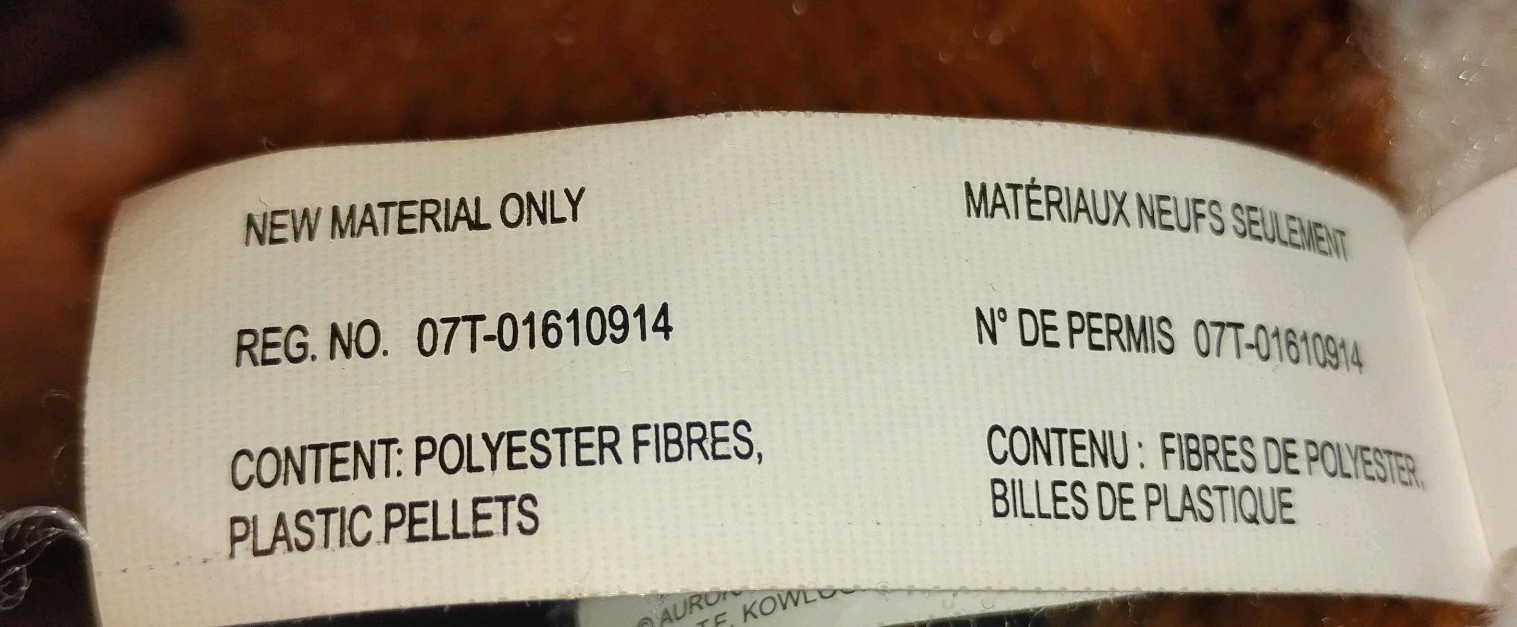 NEW MATERIAL ONLY
REG. NO. 07T-01610914
CONTENT: POLYESTER FIBRES,
PLASTIC PELLETS
MATÉRIAUX NEUFS SEULEMENT
N° DE PERMIS 07T-01610914
CONTENU : FIBRES DE POLYESTER,
BILLES DE PLASTIQUE